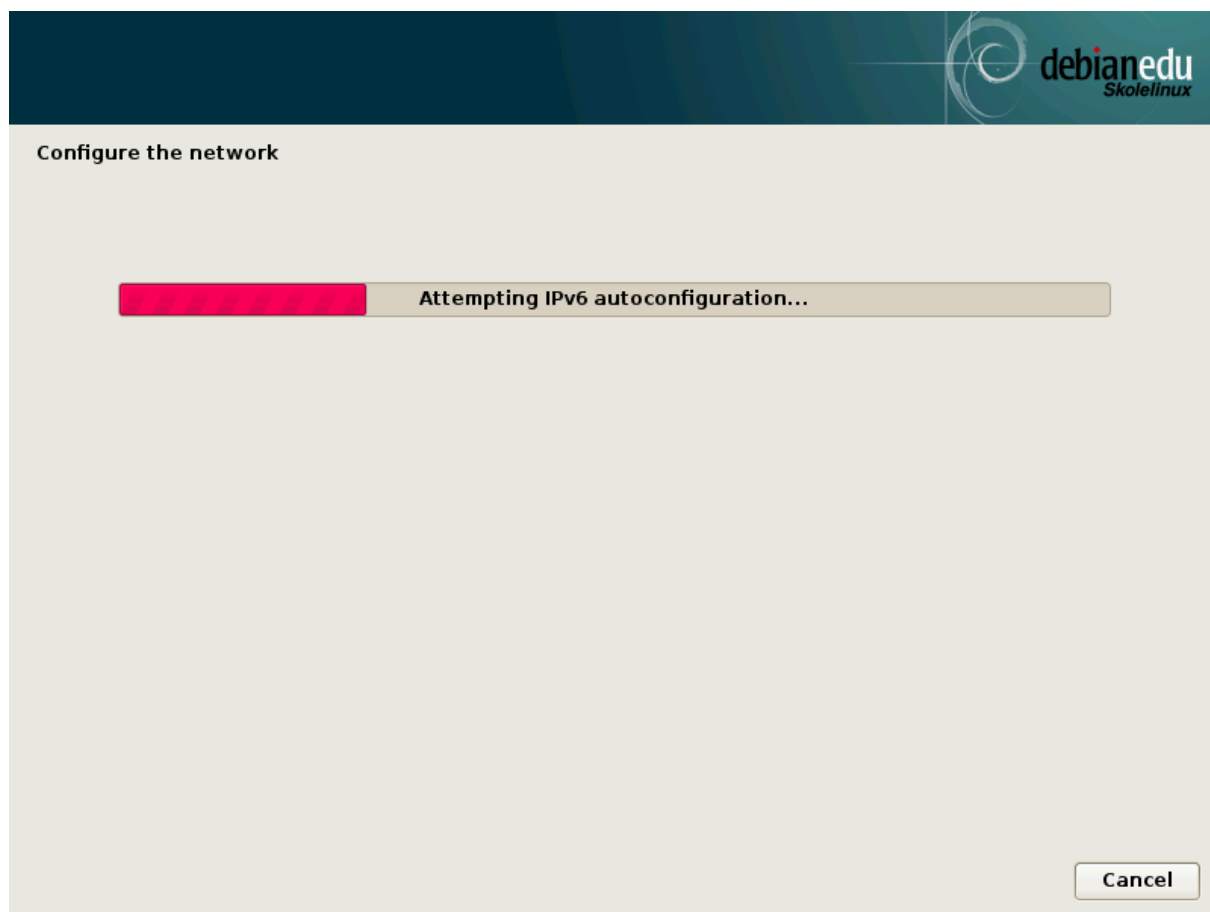 debianedu
Skolelinux
Configure the network
Attempting IPv6 autoconfiguration...
Cancel